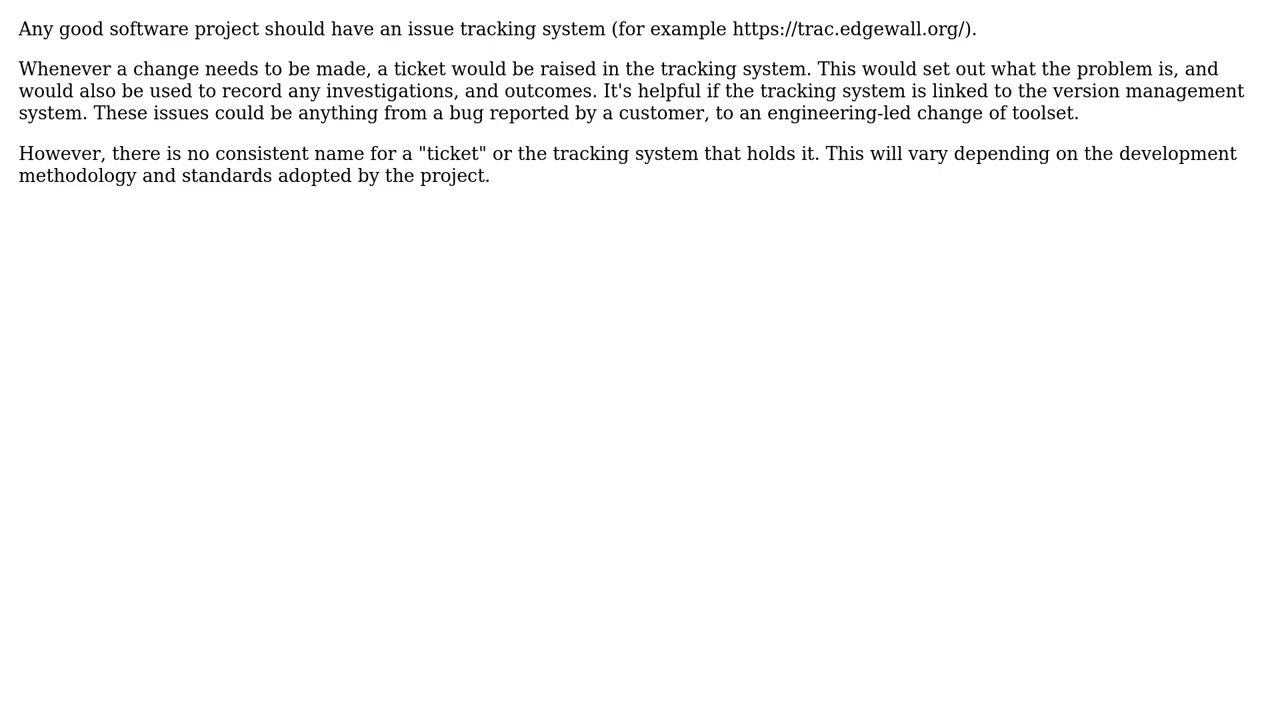 Any good software project should have an issue tracking system (for example https://trac.edgewall.org/).
Whenever a change needs to be made, a ticket would be raised in the tracking system. This would set out what the problem is, and
would also be used to record any investigations, and outcomes. It's helpful if the tracking system is linked to the version management
system. These issues could be anything from a bug reported by a customer, to an engineering-led change of toolset.
However, there is no consistent name for a "ticket" or the tracking system that holds it. This will vary depending on the development
methodology and standards adopted by the project.